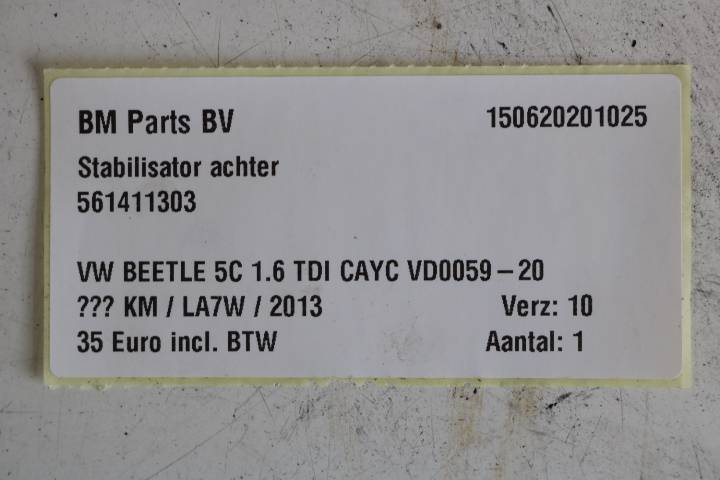 BM Parts BV 150620201025
Stabilisator achter
561411303
VW BEETLE 5C 1.6 TDI CAYC VD0059-20
??? KM / LA7W / 2013 Verz: 10
35 Euro incl. BTW Aantal: 1